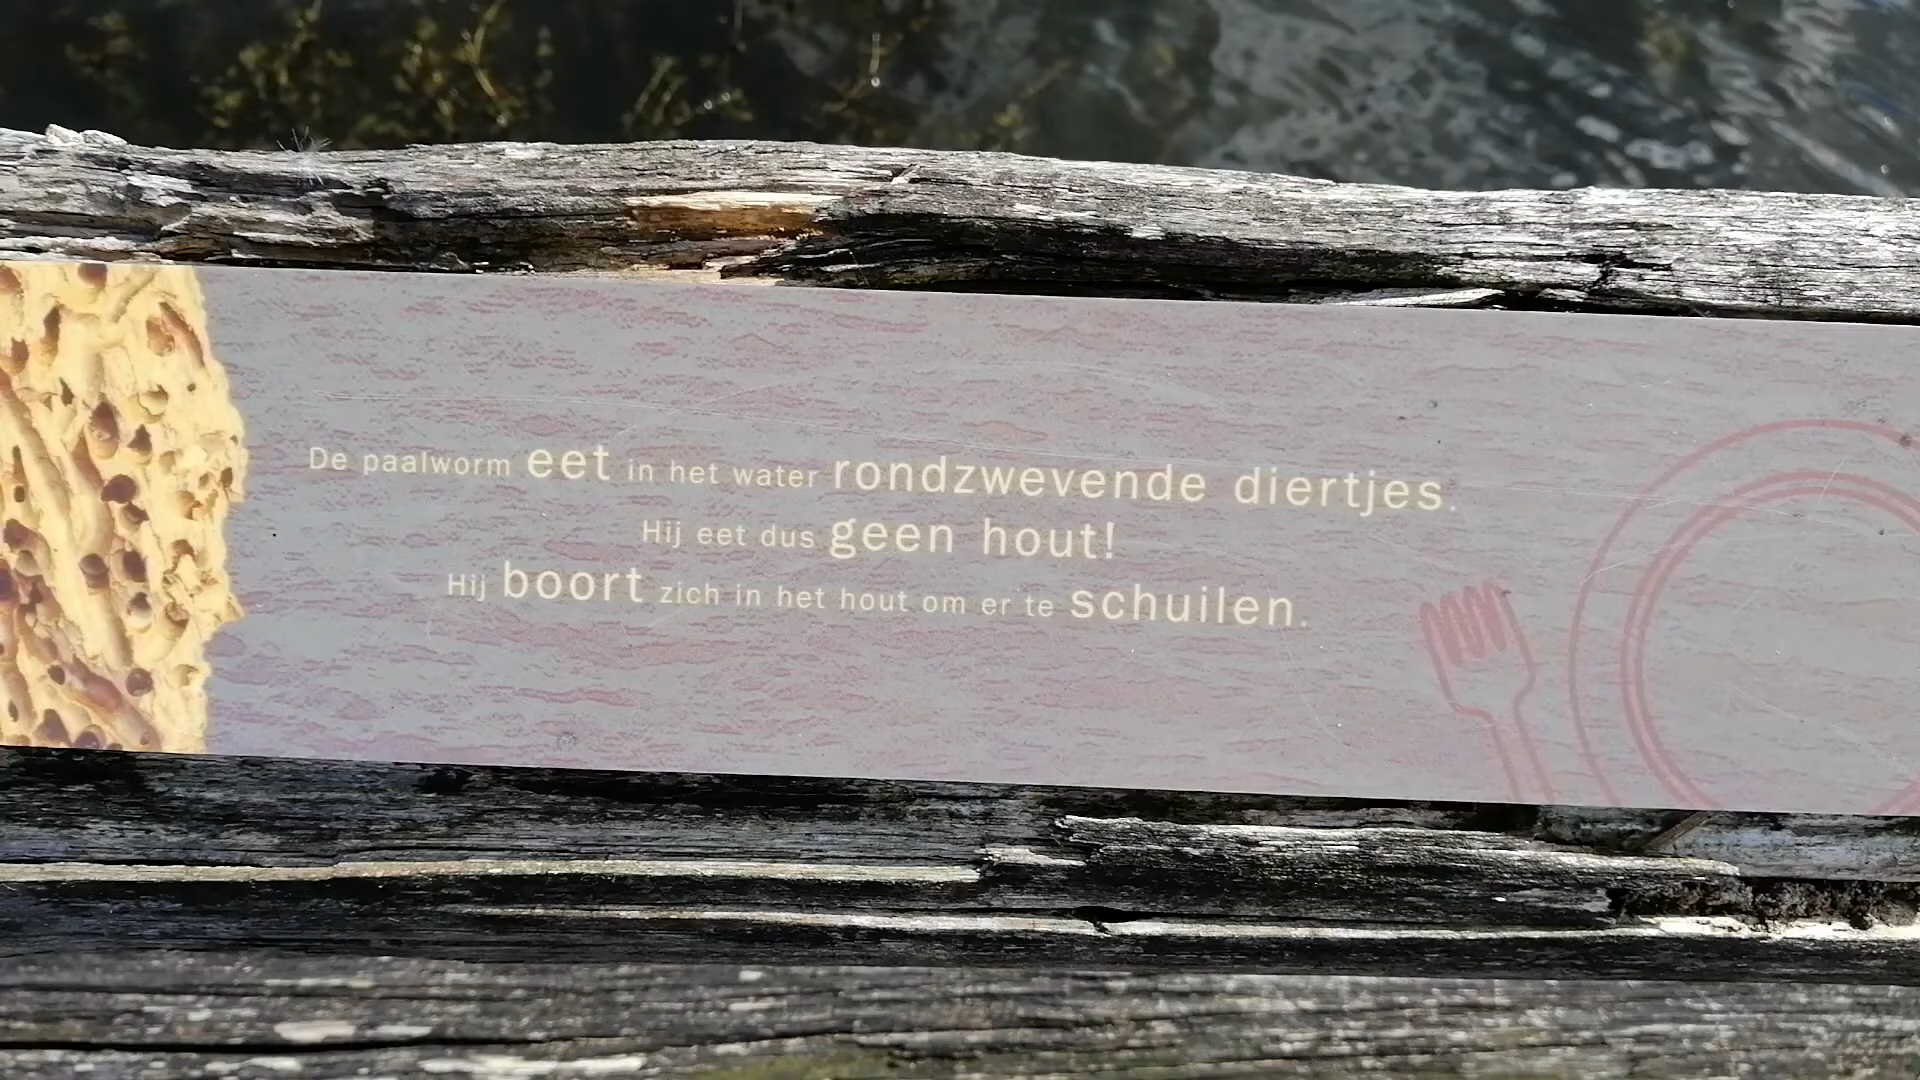 De paalworm eet in het water rondzwevende diertjes.
Hij eet dus geen hout!
Hij boort zich in het hout om er te schuilen.